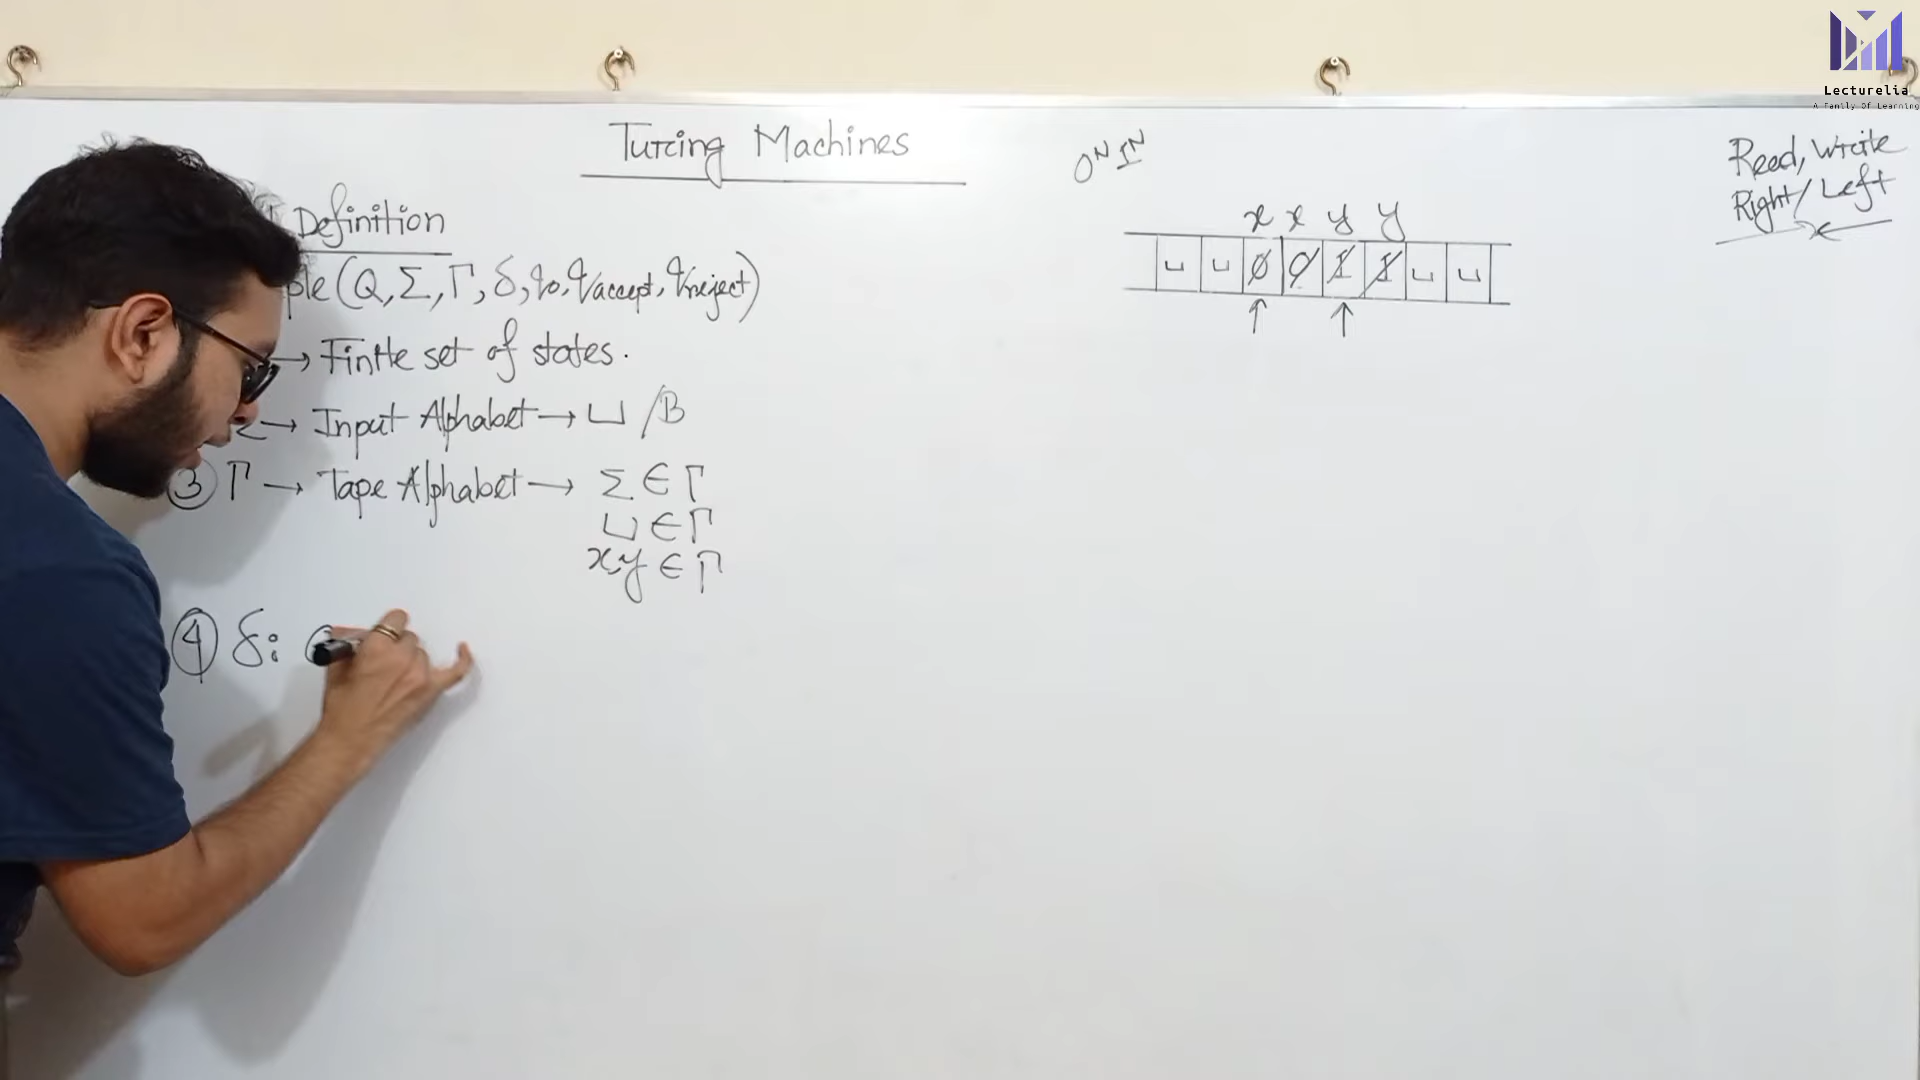 Turing Machines
Definition
ple (Q, Σ, Γ, δ, q0, qaccept, qreject)
→ Finite set of states.
Σ → Input Alphabet → ⊔ / B
③ Γ → Tape Alphabet → Σ ∈ Γ
⊔ ∈ Γ
x,y ∈ Γ
④ δ: Q
0ᴺ 1ᴺ
x x y y
⊔ ⊔ 0 0 1 1 ⊔ ⊔
↑ ↑
Read, Write
Right/Left
Lecturelia
A Family Of Learning